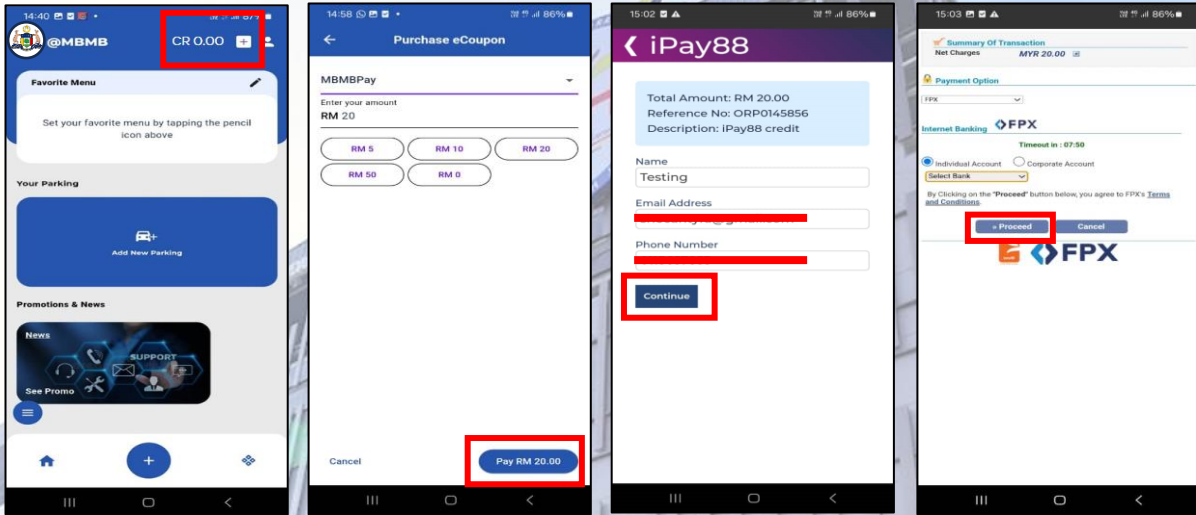 14:40
@MBMB
CR 0.00
Favorite Menu
Set your favorite menu by tapping the pencil
icon above
Your Parking
Add New Parking
Promotions & News
News
SUPPORT
See Promo
14:58
86%
Purchase eCoupon
MBMBPay
Enter your amount
RM 20
RM 5
RM 10
RM 20
RM 50
RM 0
Cancel
Pay RM 20.00
15:02
86%
iPay88
Total Amount: RM 20.00
Reference No: ORP0145856
Description: iPay88 credit
Name
Testing
Email Address
Phone Number
Continue
15:03
86%
Summary Of Transaction
Net Charges MYR 20.00
Payment Option
FPX
Internet Banking FPX
Timeout in : 07:50
Individual Account Corporate Account
Select Bank
By Clicking on the "Proceed" button below, you agree to FPX's Terms
and Conditions.
» Proceed
Cancel
FPX